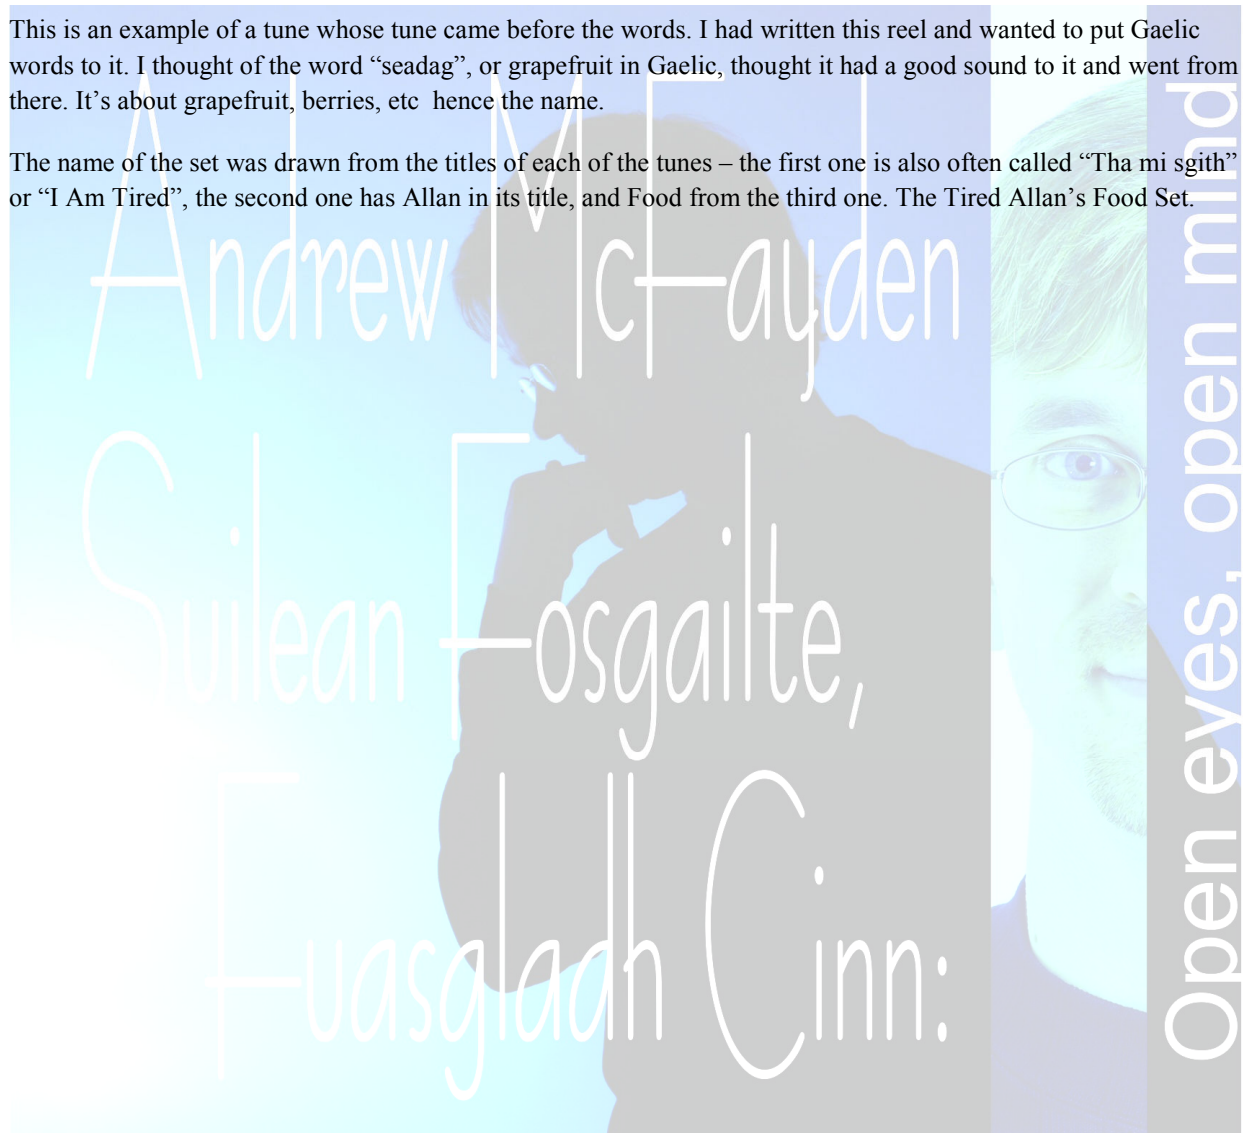 This is an example of a tune whose tune came before the words. I had written this reel and wanted to put Gaelic
words to it. I thought of the word “seadag”, or grapefruit in Gaelic, thought it had a good sound to it and went from
there. It’s about grapefruit, berries, etc  hence the name.
The name of the set was drawn from the titles of each of the tunes – the first one is also often called “Tha mi sgith”
or “I Am Tired”, the second one has Allan in its title, and Food from the third one. The Tired Allan’s Food Set.
Andrew McFayden
Suilean Fosgailte,
Fuasgladh Cinn:
Open eyes, open mind